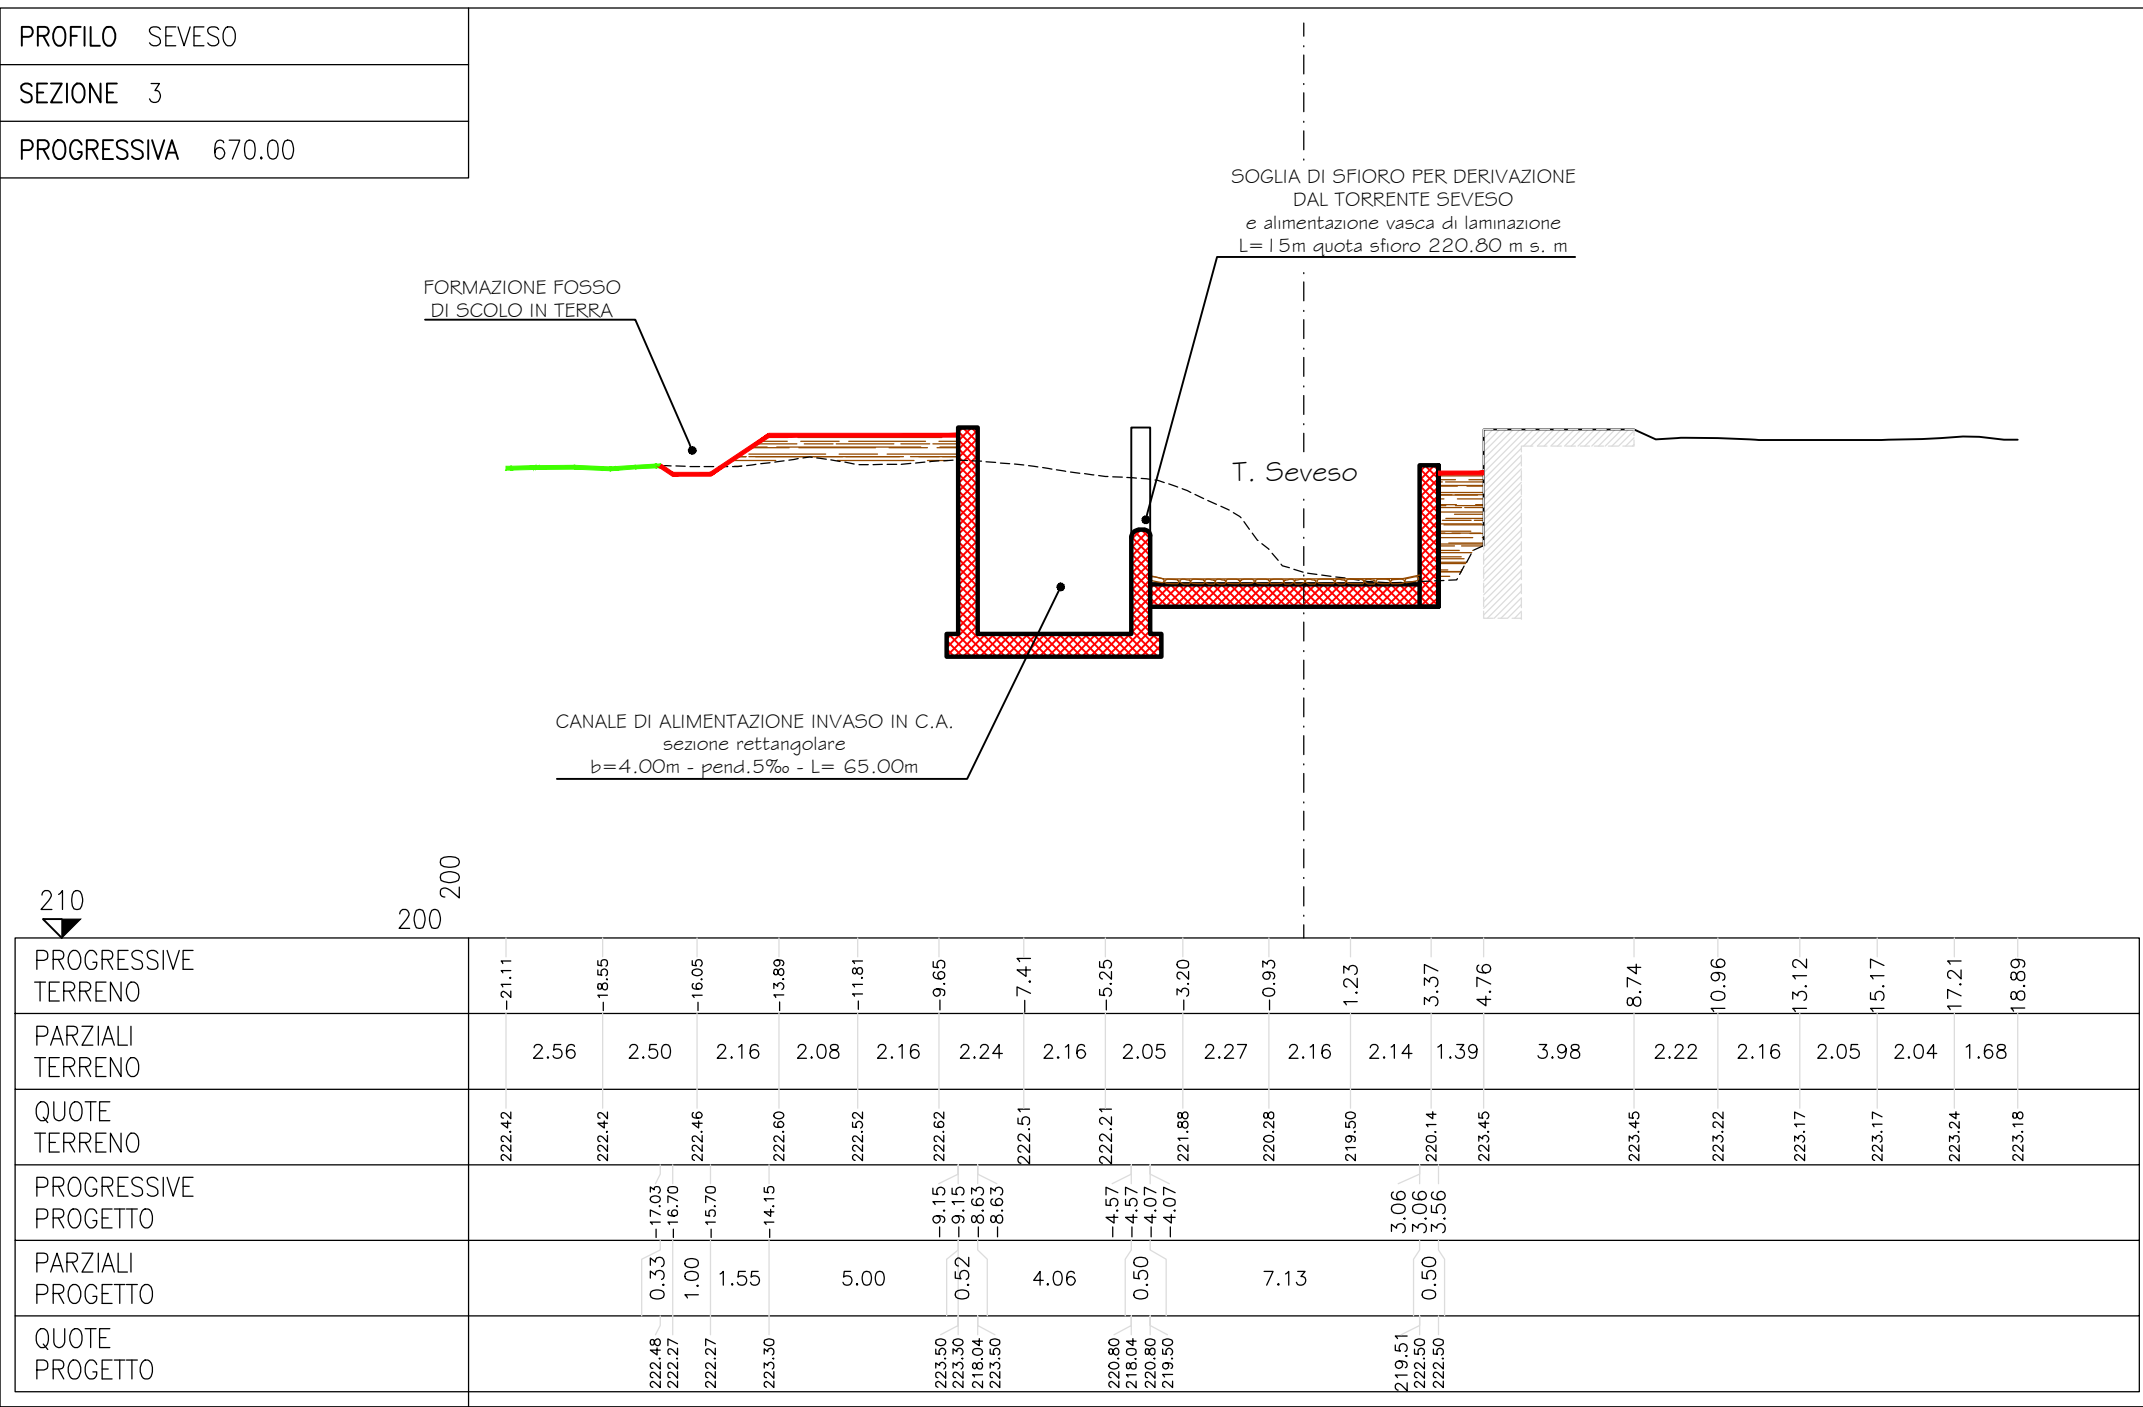 PROFILO SEVESO
SEZIONE 3
PROGRESSIVA 670.00
SOGLIA DI SFIORO PER DERIVAZIONE
DAL TORRENTE SEVESO
e alimentazione vasca di laminazione
L=15m quota sfioro 220.80 m s. m
FORMAZIONE FOSSO
DI SCOLO IN TERRA
T. Seveso
CANALE DI ALIMENTAZIONE INVASO IN C.A.
sezione rettangolare
b=4.00m - pend.5‰ - L= 65.00m
200
210
200
PROGRESSIVE
TERRENO
-21.11 -18.55 -16.05 -13.89 -11.81 -9.65 -7.41 -5.25 -3.20 -0.93 1.23 3.37 4.76 8.74 10.96 13.12 15.17 17.21 18.89
PARZIALI
TERRENO
2.56 2.50 2.16 2.08 2.16 2.24 2.16 2.05 2.27 2.16 2.14 1.39 3.98 2.22 2.16 2.05 2.04 1.68
QUOTE
TERRENO
222.42 222.42 222.46 222.60 222.52 222.62 222.51 222.21 221.88 220.28 219.50 220.14 223.45 223.45 223.22 223.17 223.17 223.24 223.18
PROGRESSIVE
PROGETTO
-17.03 -16.70 -15.70 -14.15 -9.15 -9.15 -8.63 -8.63 -4.57 -4.57 -4.07 -4.07 3.06 3.06 3.56
PARZIALI
PROGETTO
0.33 1.00 1.55 5.00 0.52 4.06 0.50 7.13 0.50
QUOTE
PROGETTO
222.48 222.27 222.27 223.30 223.50 223.30 218.04 223.50 220.80 218.04 220.80 219.50 219.51 222.50 222.50